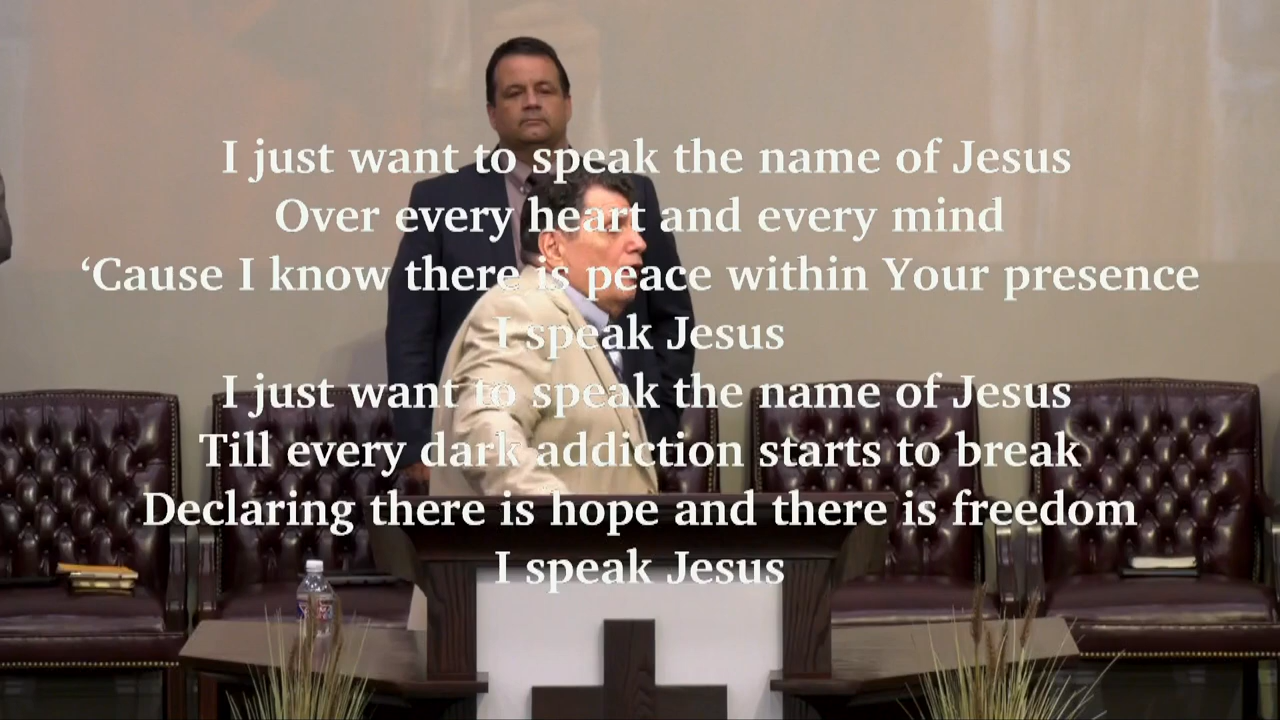 I just want to speak the name of Jesus
Over every heart and every mind
‘Cause I know there is peace within Your presence
I speak Jesus
I just want to speak the name of Jesus
Till every dark addiction starts to break
Declaring there is hope and there is freedom
I speak Jesus